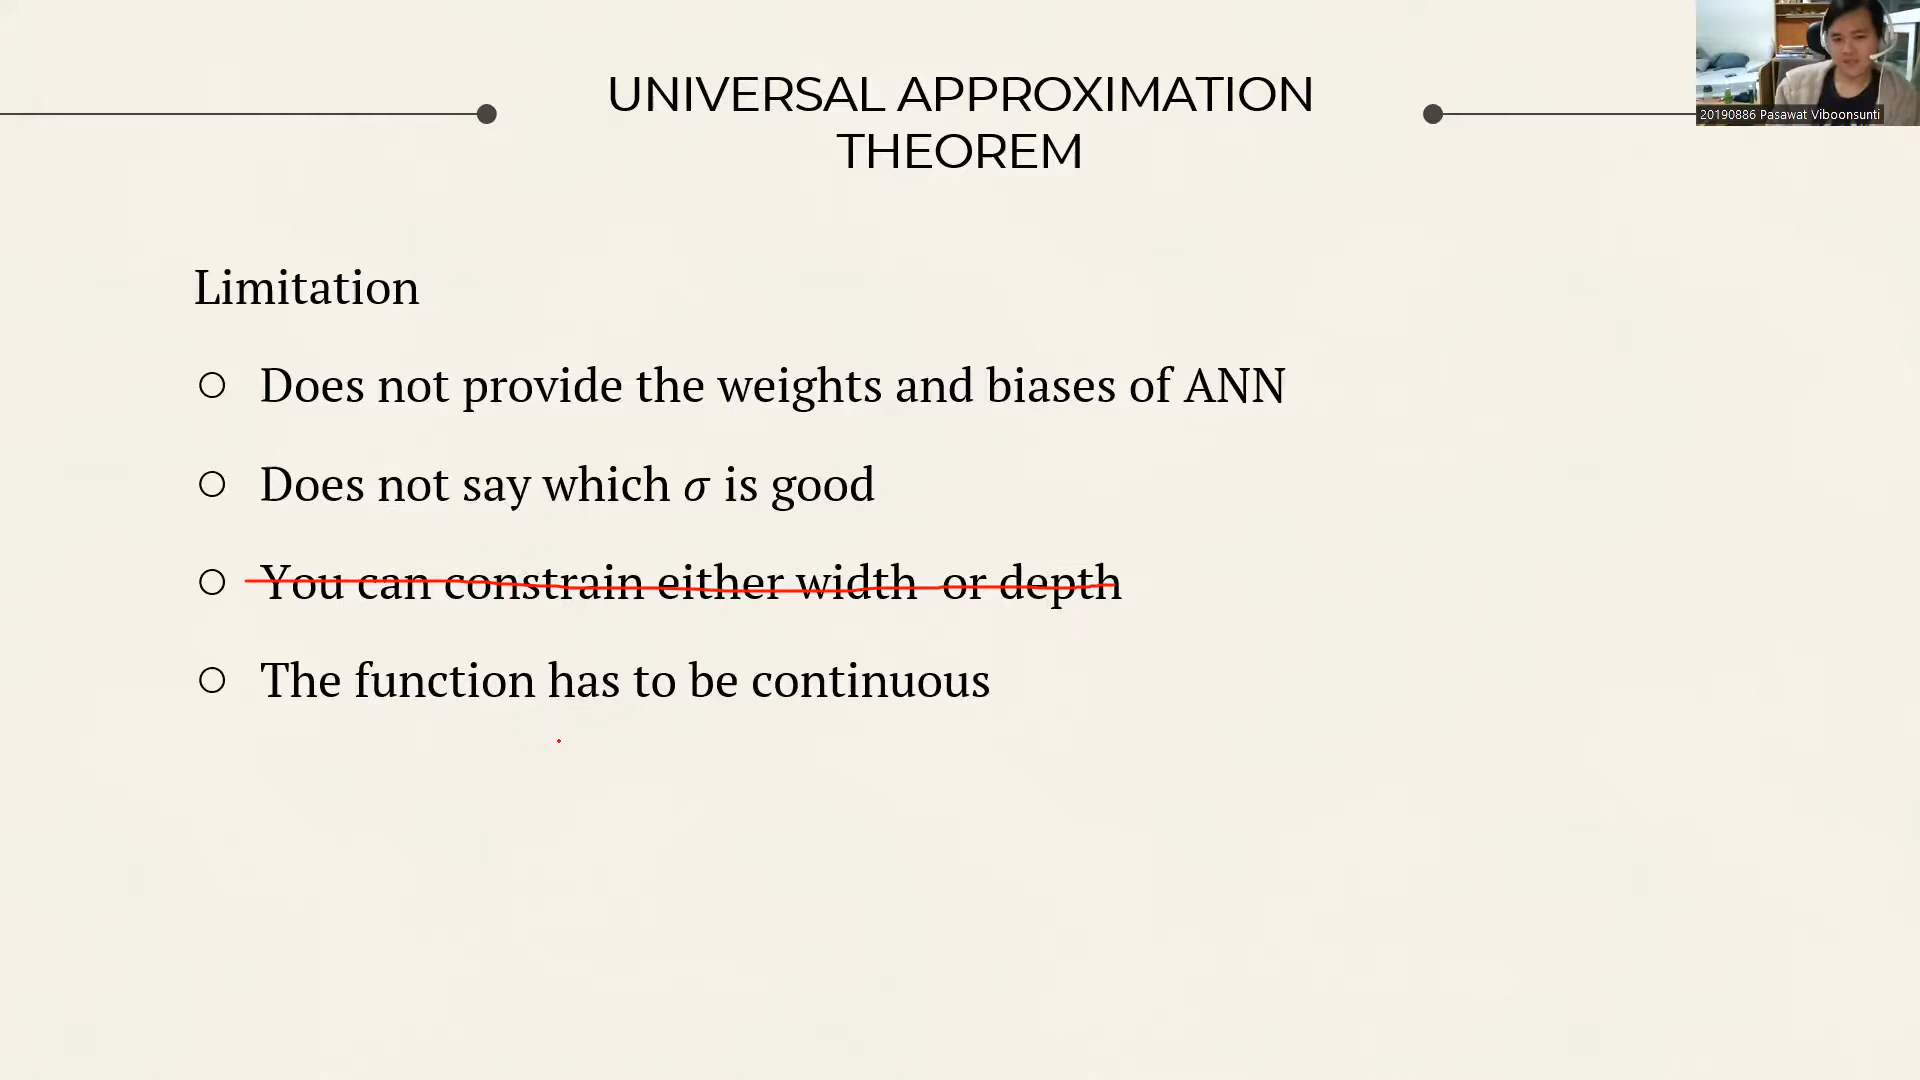 UNIVERSAL APPROXIMATION
THEOREM
20190886 Pasawat Viboonsunti
Limitation
Does not provide the weights and biases of ANN
Does not say which σ is good
You can constrain either width or depth
The function has to be continuous